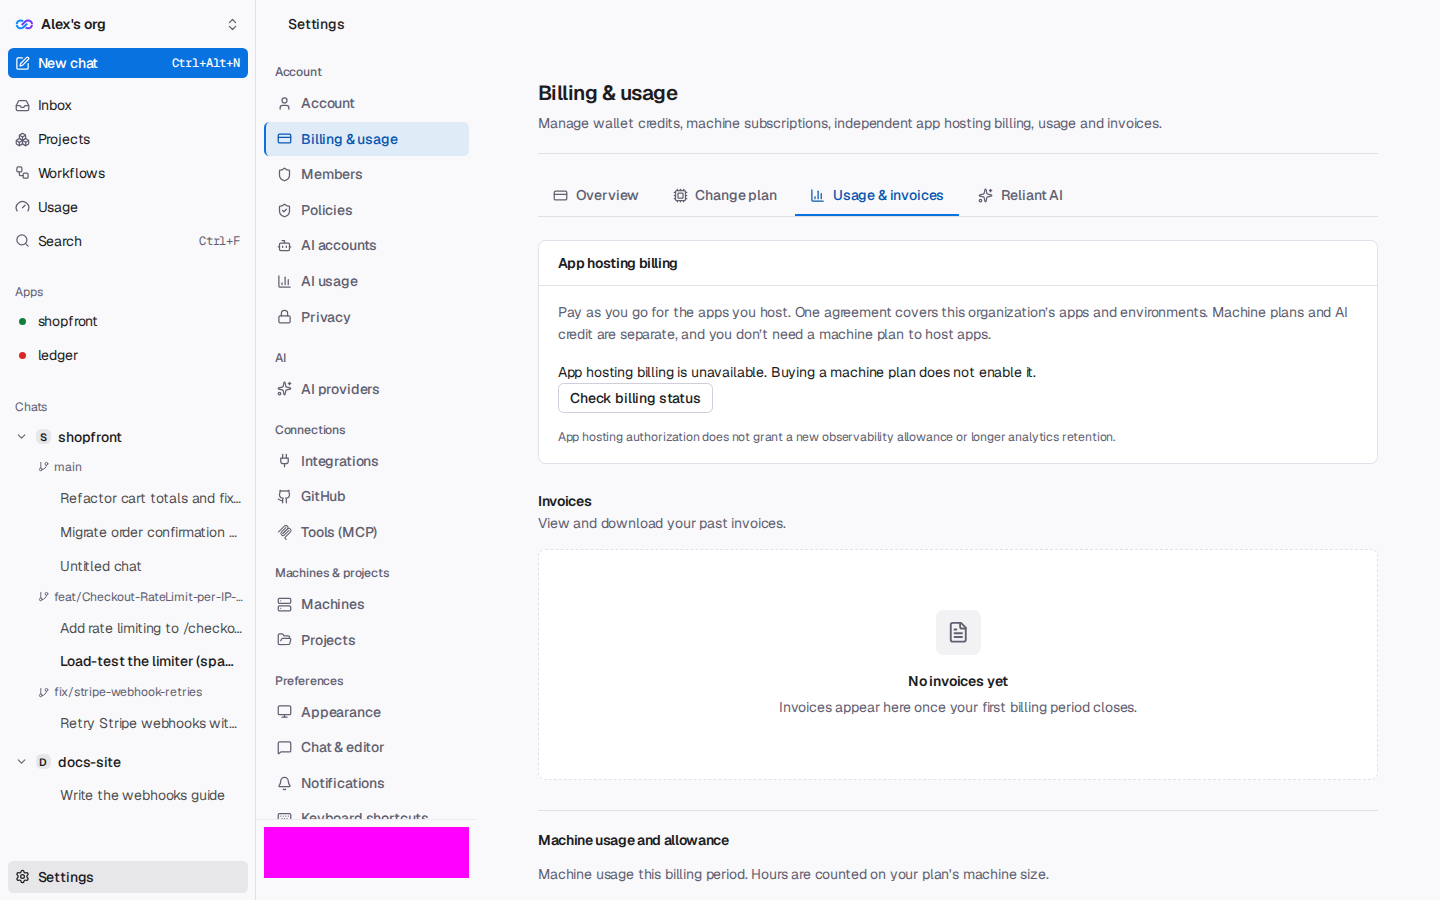 Alex's org
New chat Ctrl+Alt+N
Inbox
Projects
Workflows
Usage
Search Ctrl+F
Apps
shopfront
ledger
Chats
S shopfront
main
Refactor cart totals and fix...
Migrate order confirmation ...
Untitled chat
feat/Checkout-RateLimit-per-IP-...
Add rate limiting to /checko...
Load-test the limiter (spa...
fix/stripe-webhook-retries
Retry Stripe webhooks wit...
D docs-site
Write the webhooks guide
Settings
Settings
Account
Account
Billing & usage
Members
Policies
AI accounts
AI usage
Privacy
AI
AI providers
Connections
Integrations
GitHub
Tools (MCP)
Machines & projects
Machines
Projects
Preferences
Appearance
Chat & editor
Notifications
Keyboard shortcuts
Billing & usage
Manage wallet credits, machine subscriptions, independent app hosting billing, usage and invoices.
Overview Change plan Usage & invoices Reliant AI
App hosting billing
Pay as you go for the apps you host. One agreement covers this organization's apps and environments. Machine plans and AI
credit are separate, and you don't need a machine plan to host apps.
App hosting billing is unavailable. Buying a machine plan does not enable it.
Check billing status
App hosting authorization does not grant a new observability allowance or longer analytics retention.
Invoices
View and download your past invoices.
No invoices yet
Invoices appear here once your first billing period closes.
Machine usage and allowance
Machine usage this billing period. Hours are counted on your plan's machine size.